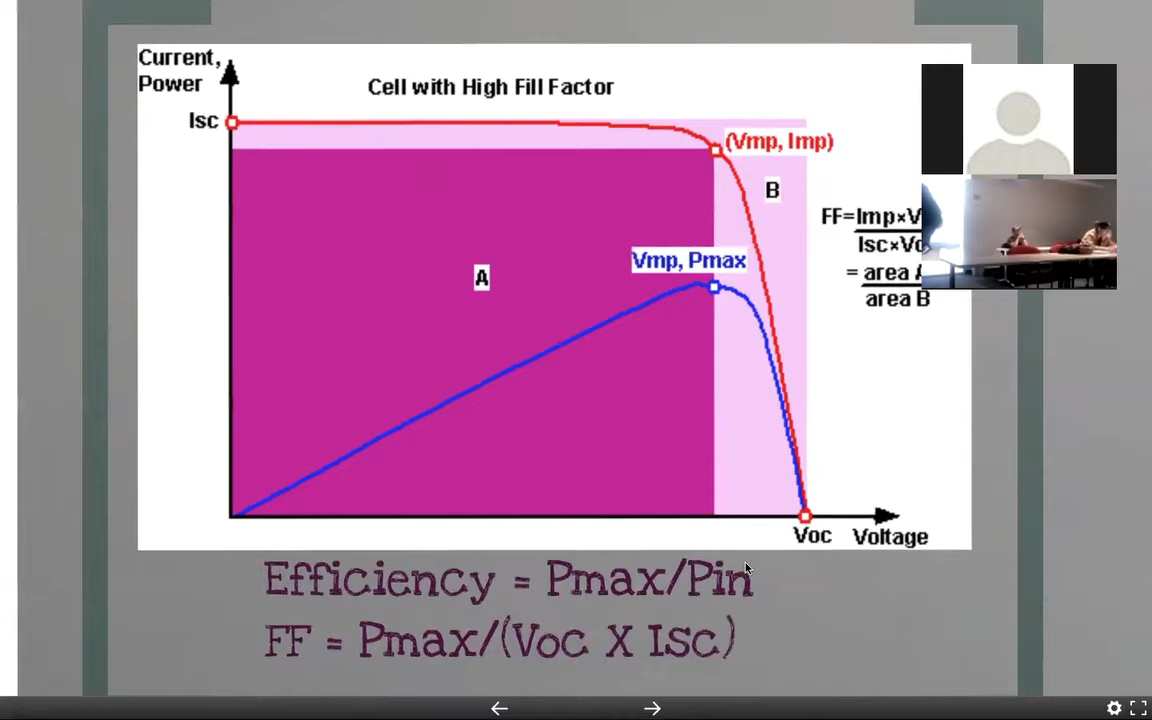 Current,
Power
Cell with High Fill Factor
Isc
(Vmp, Imp)
B
FF=Imp×V
Isc×Vo
Vmp, Pmax
A
= area
area B
Voc Voltage
Efficiency = Pmax/Pin
FF = Pmax/(Voc X Isc)